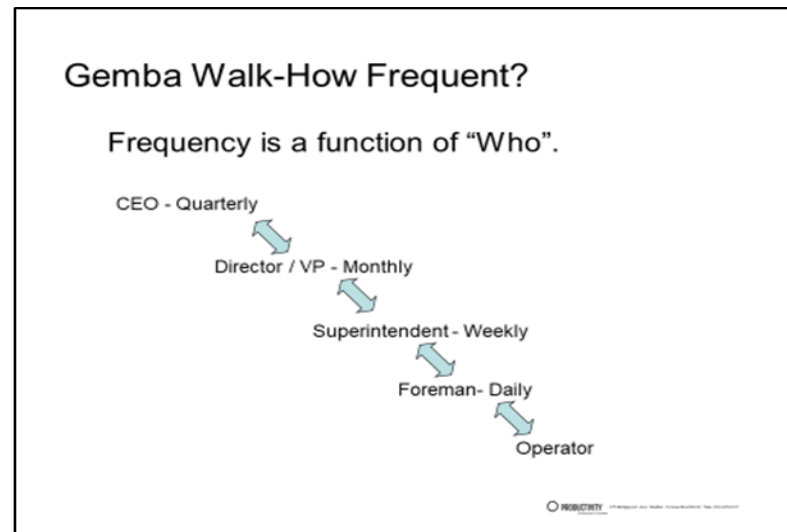 Gemba Walk-How Frequent?
Frequency is a function of “Who”.
CEO - Quarterly
Director / VP - Monthly
Superintendent - Weekly
Foreman- Daily
Operator
PRODUCTIVITY